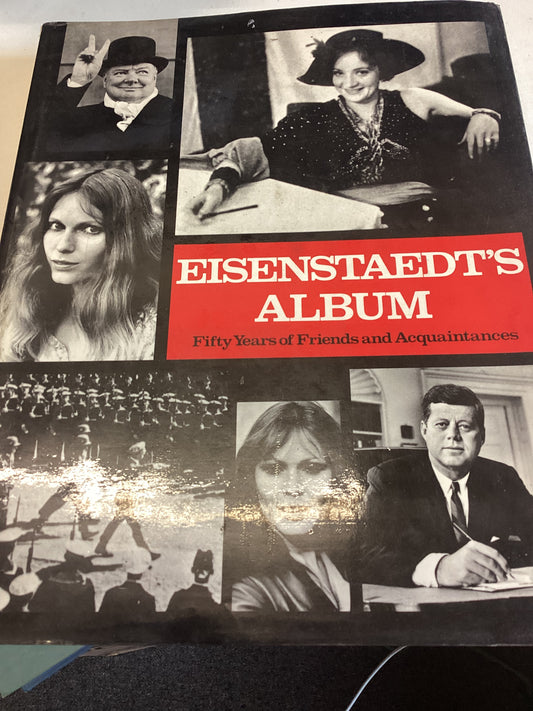 EISENSTAEDT'S
ALBUM
Fifty Years of Friends and Acquaintances